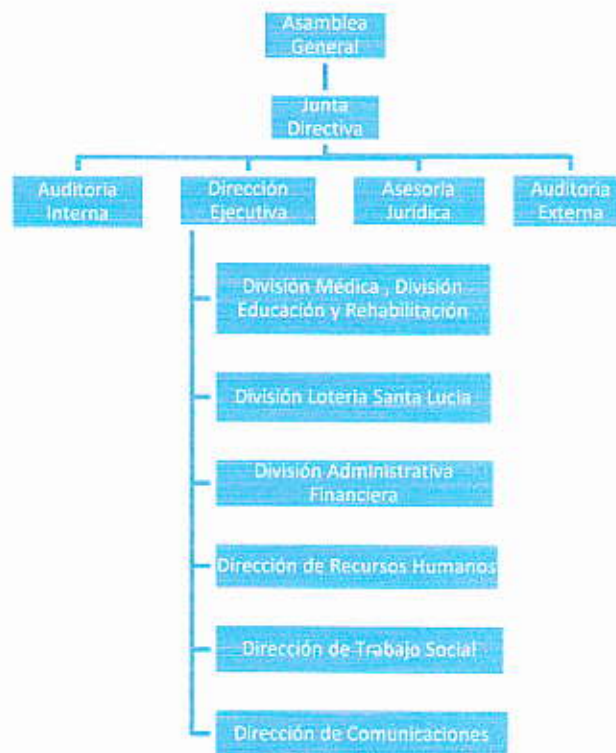 Asamblea
General
Junta
Directiva
Auditoria
Interna
Dirección
Ejecutiva
Asesoría
Jurídica
Auditoria
Externa
División Médica , División
Educación y Rehabilitación
División Loteria Santa Lucia
División Administrativa
Financiera
Dirección de Recursos Humanos
Dirección de Trabajo Social
Dirección de Comunicaciones